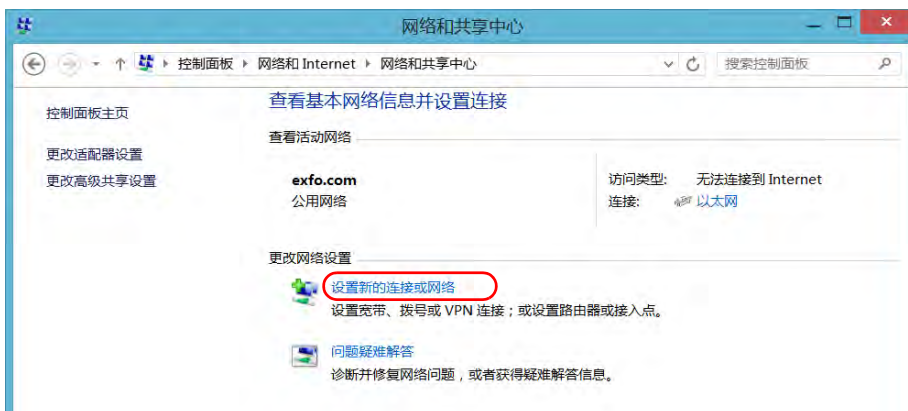 网络和共享中心
控制面板 网络和 Internet 网络和共享中心 搜索控制面板
控制面板主页
更改适配器设置
更改高级共享设置
查看基本网络信息并设置连接
查看活动网络
exfo.com
公用网络
访问类型: 无法连接到 Internet
连接: 以太网
更改网络设置
设置新的连接或网络
设置宽带、拨号或 VPN 连接；或设置路由器或接入点。
问题疑难解答
诊断并修复网络问题，或者获得疑难解答信息。